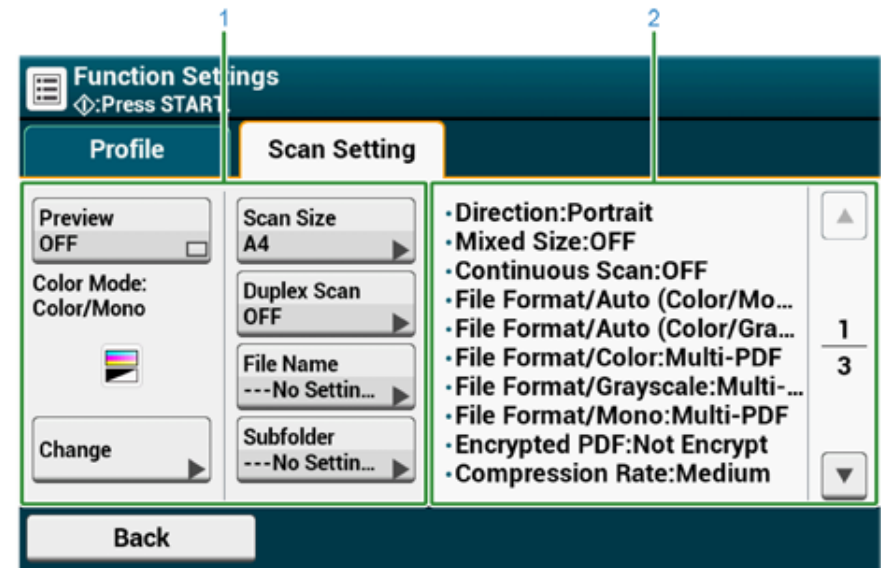 1
2
Function Settings
:Press START.
Profile
Scan Setting
Preview
OFF
Color Mode:
Color/Mono
Change
Scan Size
A4
Duplex Scan
OFF
File Name
---No Settin...
Subfolder
---No Settin...
・Direction:Portrait
・Mixed Size:OFF
・Continuous Scan:OFF
・File Format/Auto (Color/Mo...
・File Format/Auto (Color/Gra...
・File Format/Color:Multi-PDF
・File Format/Grayscale:Multi-...
・File Format/Mono:Multi-PDF
・Encrypted PDF:Not Encrypt
・Compression Rate:Medium
1
3
Back